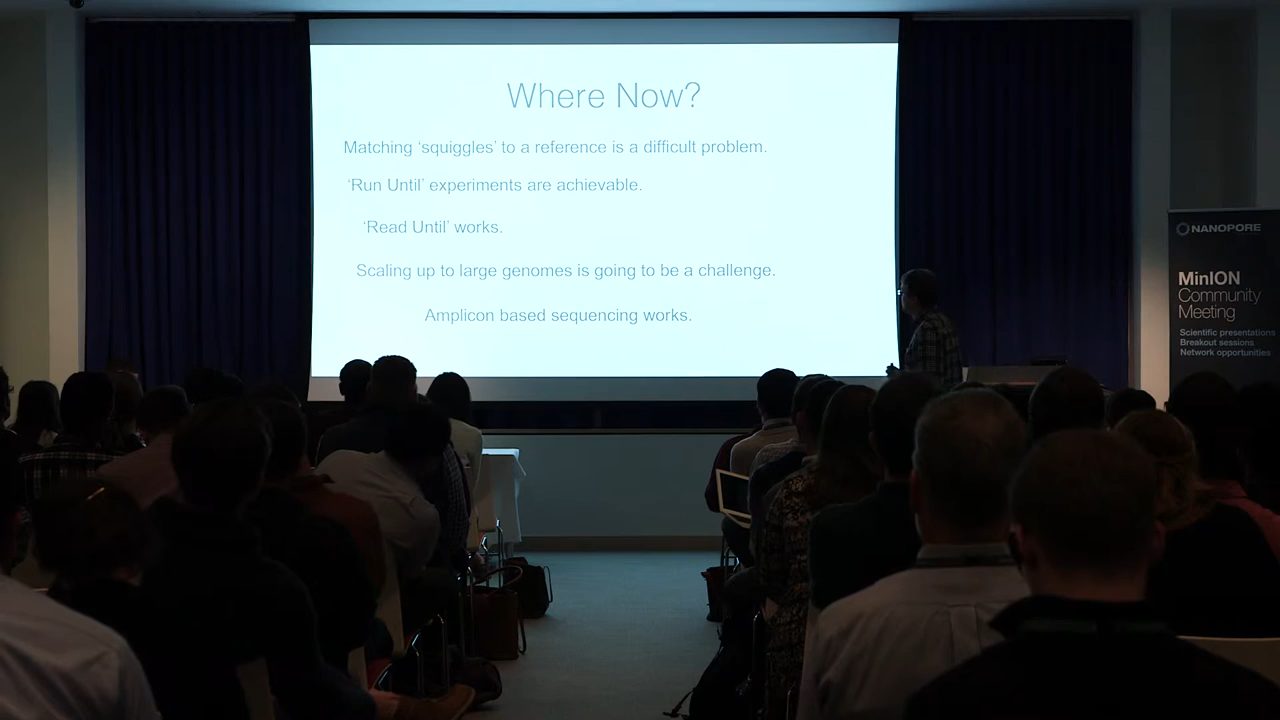 Where Now?
Matching ‘squiggles’ to a reference is a difficult problem.
‘Run Until’ experiments are achievable.
‘Read Until’ works.
Scaling up to large genomes is going to be a challenge.
Amplicon based sequencing works.
NANOPORE
MinION
Community
Meeting
Scientific presentations
Breakout sessions
Network opportunities